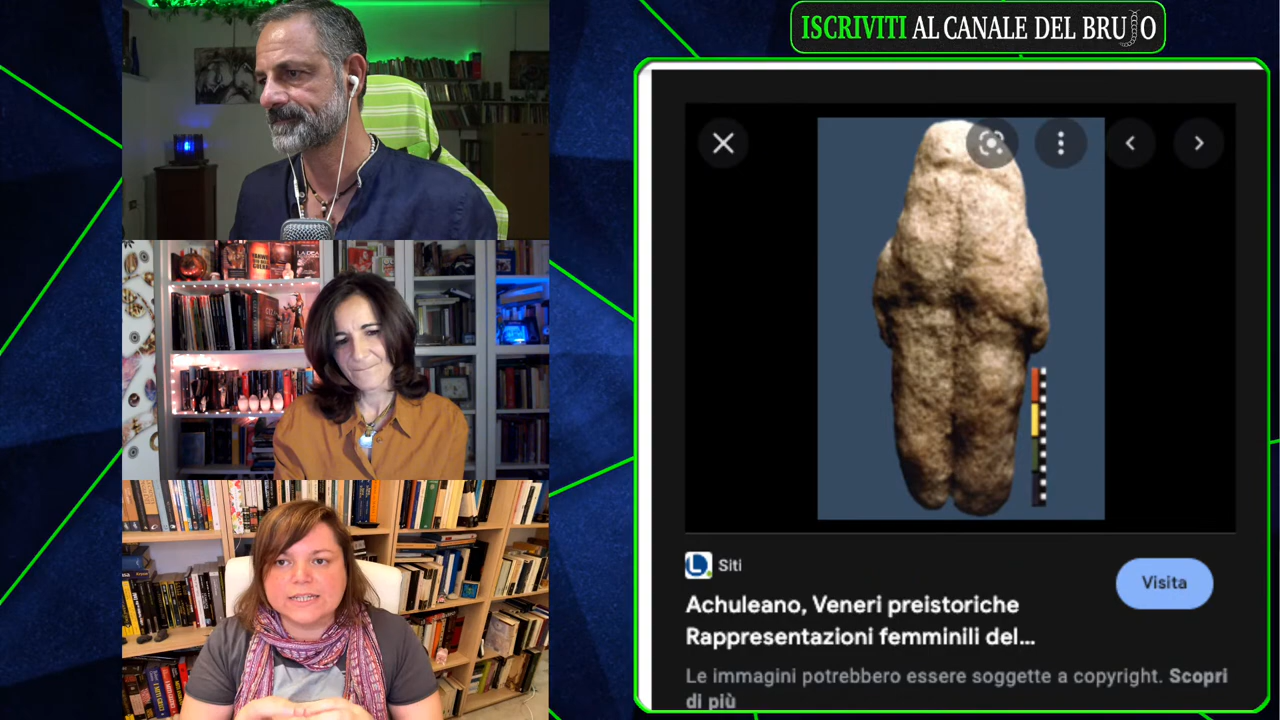 ISCRIVITI AL CANALE DEL BRUJO
Siti
Achuleano, Veneri preistoriche
Rappresentazioni femminili del...
Visita
Le immagini potrebbero essere soggette a copyright. Scopri
di più